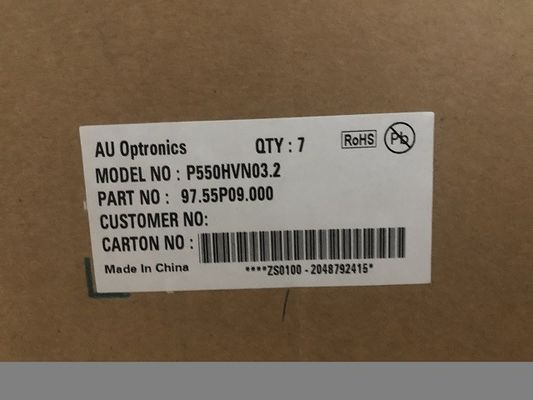 AU Optronics QTY : 7 RoHS Pb
MODEL NO : P550HVN03.2
PART NO : 97.55P09.000
CUSTOMER NO:
CARTON NO :
Made In China ****ZS0100 - 2048792415*